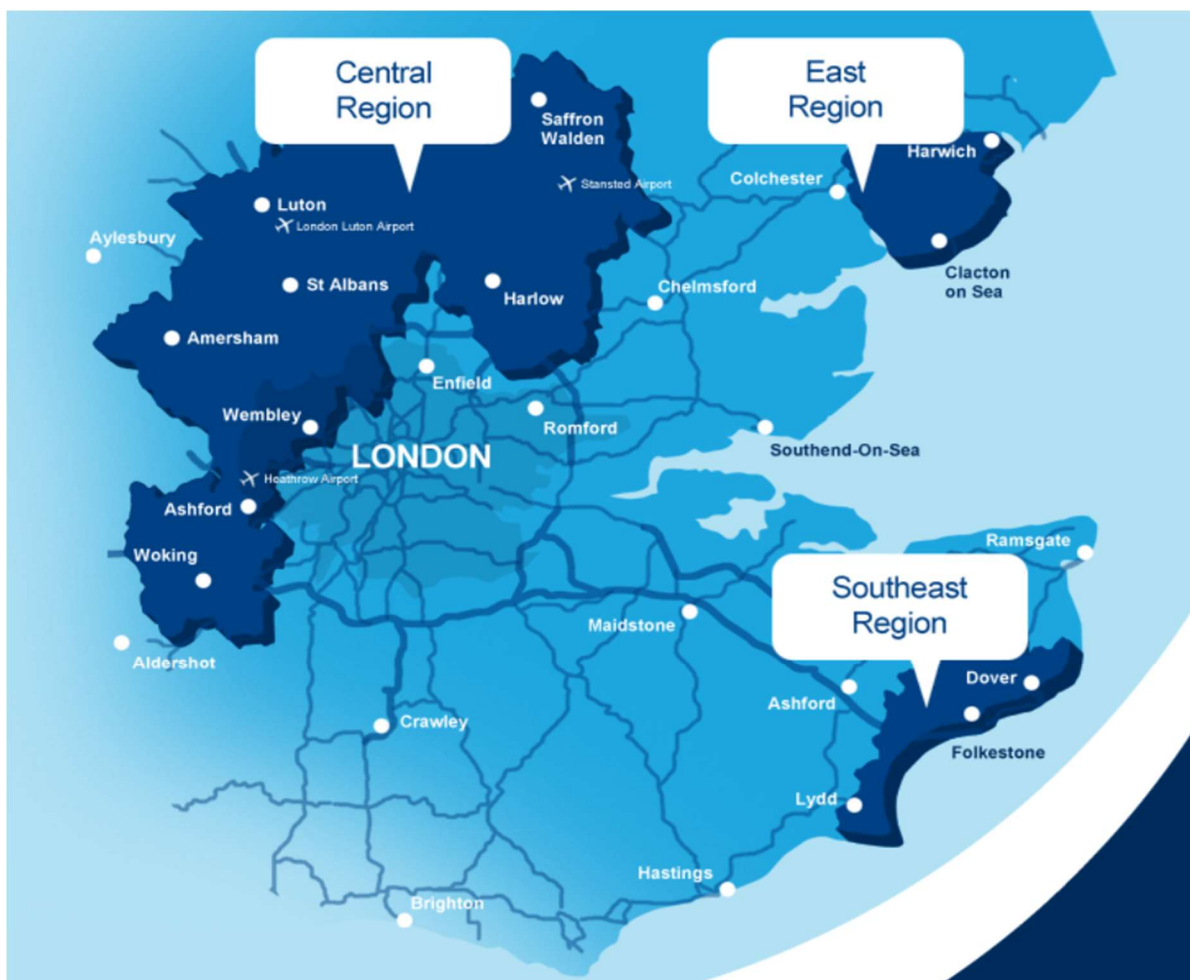 Central
Region
East
Region
Saffron
Walden
Harwich
Stansted Airport
Colchester
Luton
London Luton Airport
Aylesbury
St Albans
Harlow
Chelmsford
Clacton
on Sea
Amersham
Enfield
Wembley
Romford
LONDON
Southend-On-Sea
Heathrow Airport
Ashford
Woking
Ramsgate
Southeast
Region
Maidstone
Aldershot
Dover
Ashford
Crawley
Folkestone
Lydd
Hastings
Brighton